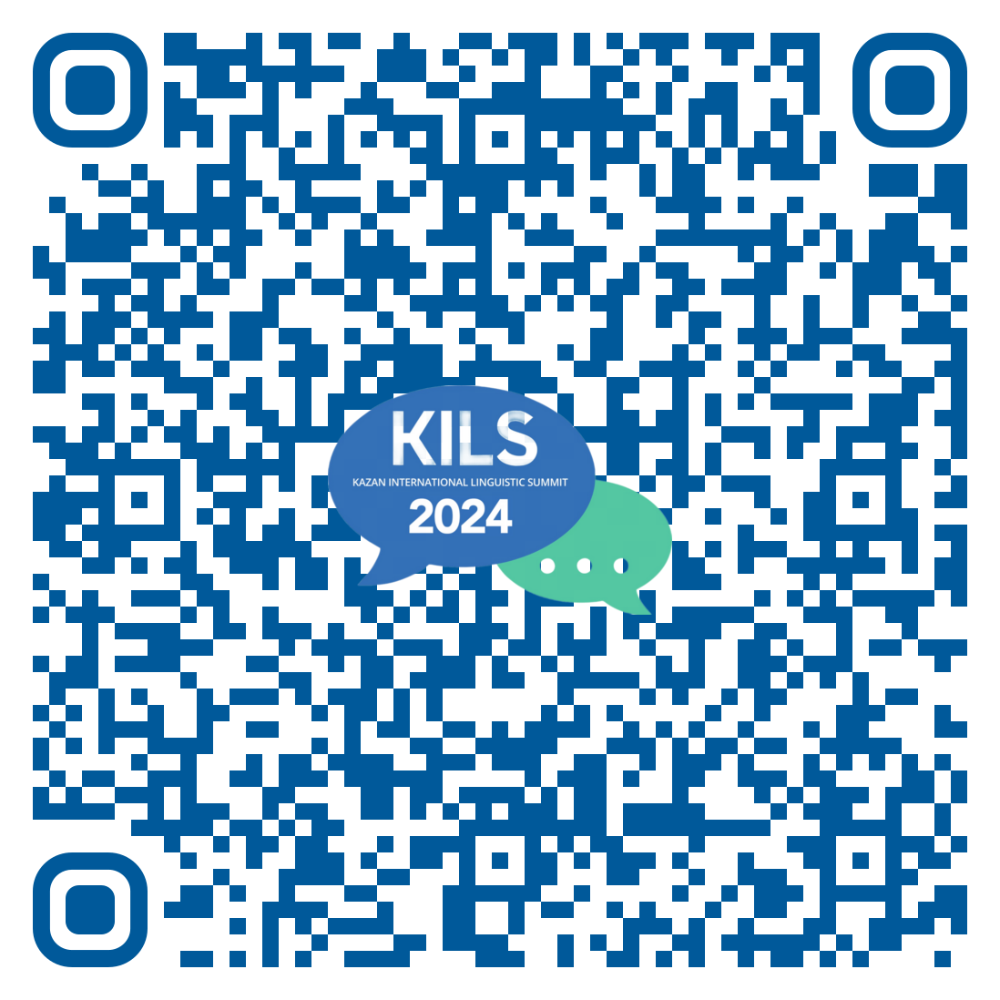 KILS
KAZAN INTERNATIONAL LINGUISTIC SUMMIT
2024